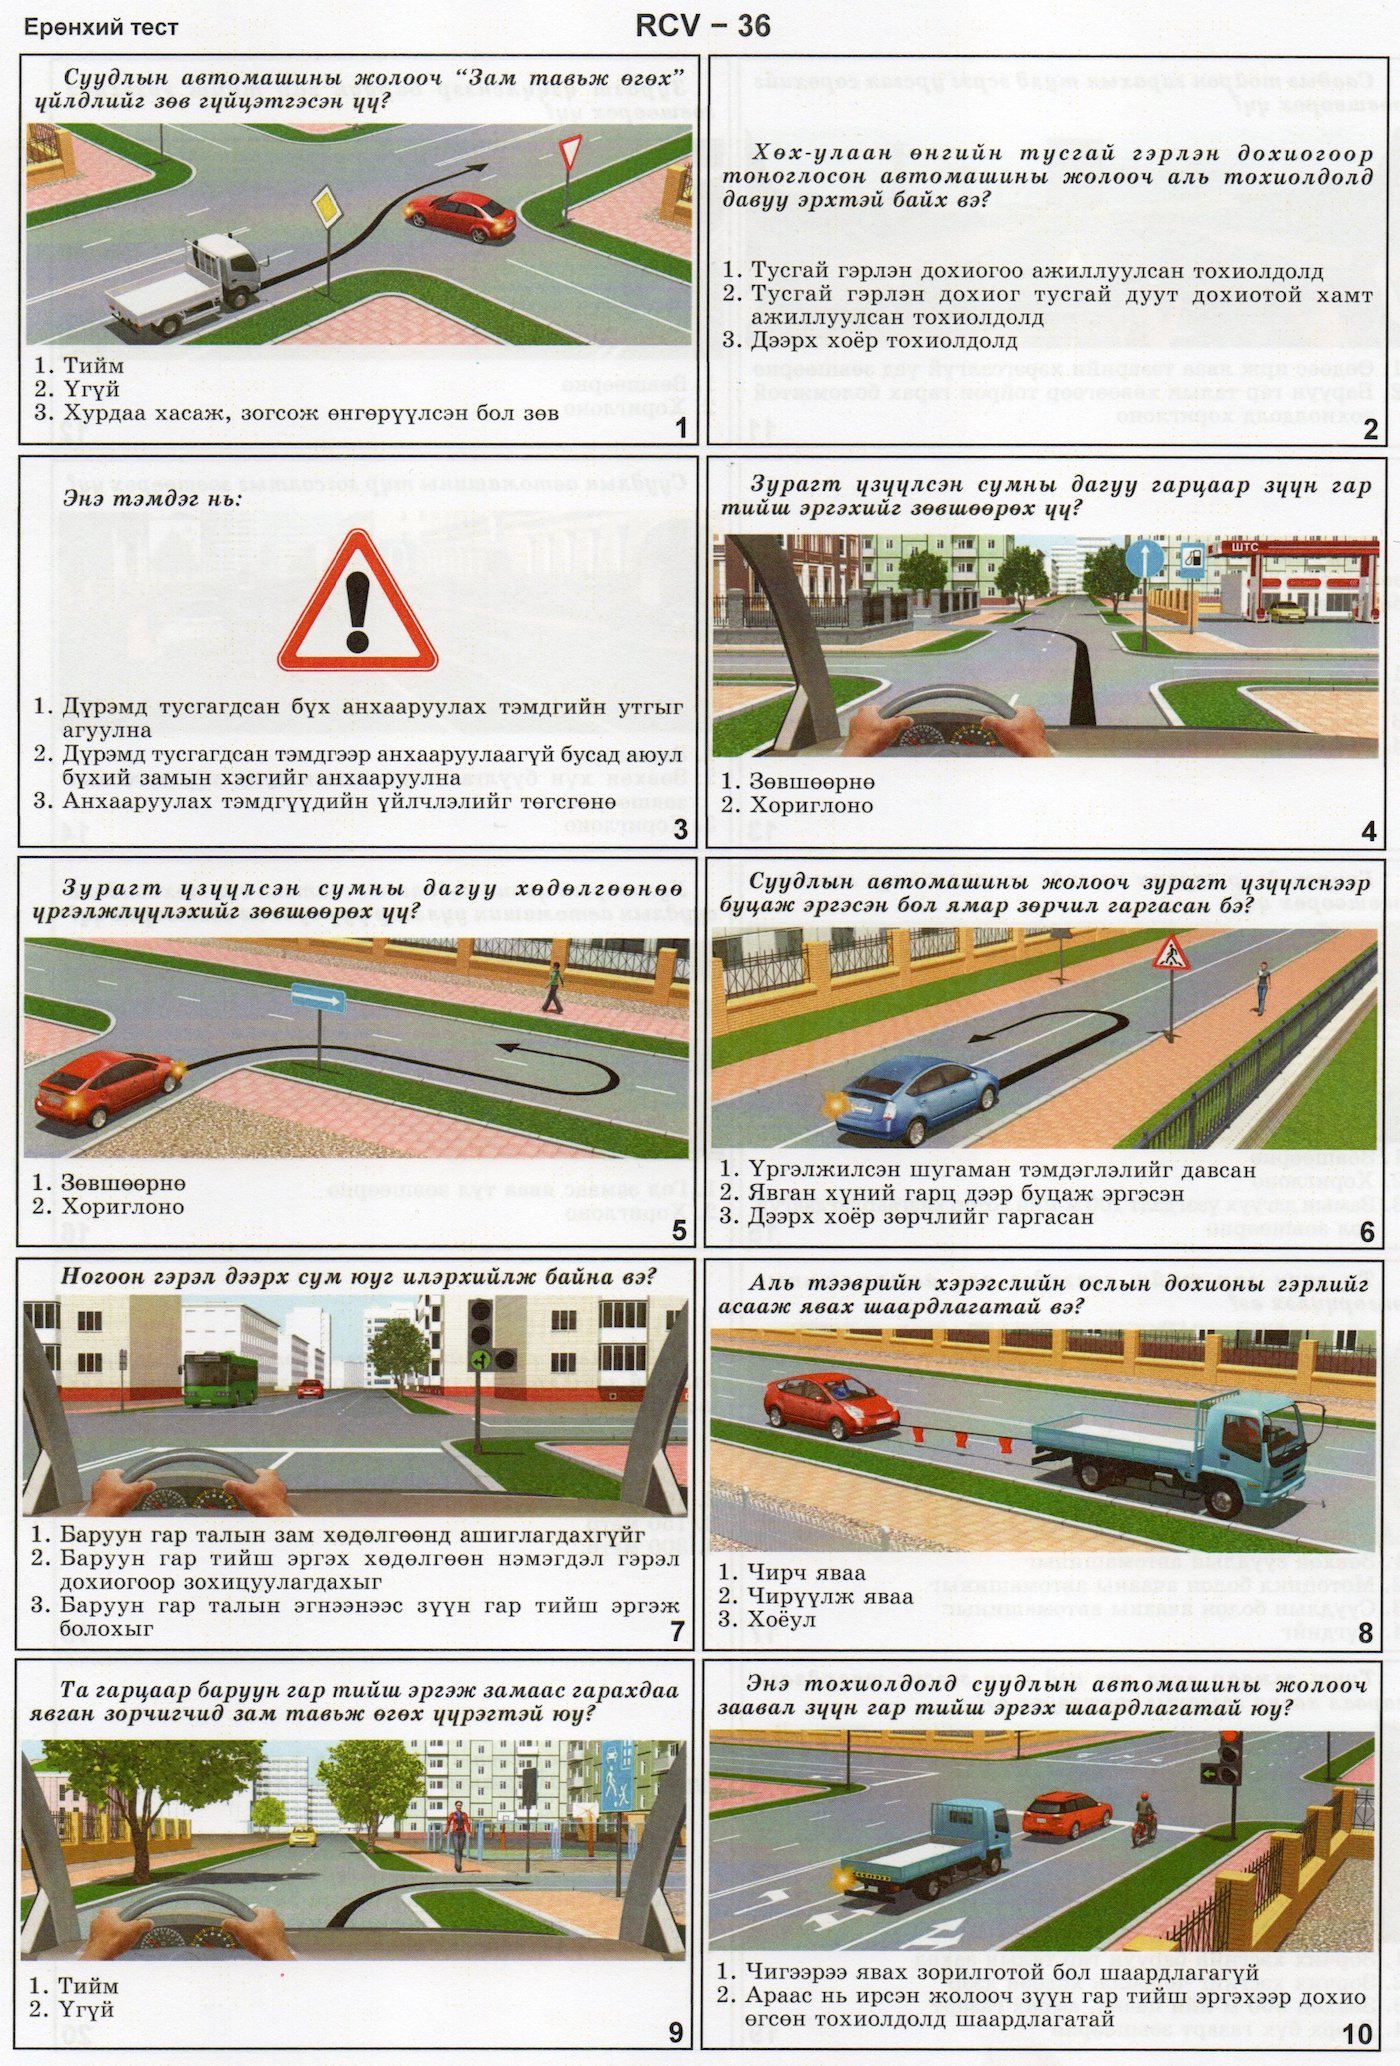 Ерөнхий тест
RCV – 36
Суудлын автомашины жолооч “Зам тавьж өгөх”
үйлдлийг зөв гүйцэтгэсэн үү?
1. Тийм
2. Үгүй
3. Хурдаа хасаж, зогсож өнгөрүүлсэн бол зөв
1
Хөх-улаан өнгийн тусгай гэрлэн дохиогоор
тоноглосон автомашины жолооч аль тохиолдолд
давуу эрхтэй байх вэ?
1. Тусгай гэрлэн дохиогоо ажиллуулсан тохиолдолд
2. Тусгай гэрлэн дохиог тусгай дуут дохиотой хамт
ажиллуулсан тохиолдолд
3. Дээрх хоёр тохиолдолд
2
Энэ тэмдэг нь:
1. Дүрэмд тусгагдсан бүх анхааруулах тэмдгийн утгыг
агуулна
2. Дүрэмд тусгагдсан тэмдгээр анхааруулаагүй бусад аюул
бүхий замын хэсгийг анхааруулна
3. Анхааруулах тэмдгүүдийн үйлчлэлийг төгсгөнө
3
Зурагт үзүүлсэн сумны дагуу гарцаар зүүн гар
тийш эргэхийг зөвшөөрөх үү?
ШТС
1. Зөвшөөрнө
2. Хориглоно
4
Зурагт үзүүлсэн сумны дагуу хөдөлгөөнөө
үргэлжлүүлэхийг зөвшөөрөх үү?
1. Зөвшөөрнө
2. Хориглоно
5
Суудлын автомашины жолооч зурагт үзүүлснээр
буцаж эргэсэн бол ямар зөрчил гаргасан бэ?
1. Үргэлжилсэн шугаман тэмдэглэлийг давсан
2. Явган хүний гарц дээр буцаж эргэсэн
3. Дээрх хоёр зөрчлийг гаргасан
6
Ногоон гэрэл дээрх сум юуг илэрхийлж байна вэ?
1. Баруун гар талын зам хөдөлгөөнд ашиглагдахгүйг
2. Баруун гар тийш эргэх хөдөлгөөн нэмэгдэл гэрэл
дохиогоор зохицуулагдахыг
3. Баруун гар талын эгнээнээс зүүн гар тийш эргэж
болохыг
7
Аль тээврийн хэрэгслийн ослын дохионы гэрлийг
асааж явах шаардлагатай вэ?
1. Чирч яваа
2. Чирүүлж яваа
3. Хоёул
8
Та гарцаар баруун гар тийш эргэж замаас гарахдаа
явган зорчигчид зам тавьж өгөх үүрэгтэй юу?
1. Тийм
2. Үгүй
9
Энэ тохиолдолд суудлын автомашины жолооч
заавал зүүн гар тийш эргэх шаардлагатай юу?
1. Чигээрээ явах зорилготой бол шаардлагагүй
2. Араас нь ирсэн жолооч зүүн гар тийш эргэхээр дохио
өгсөн тохиолдолд шаардлагатай
10